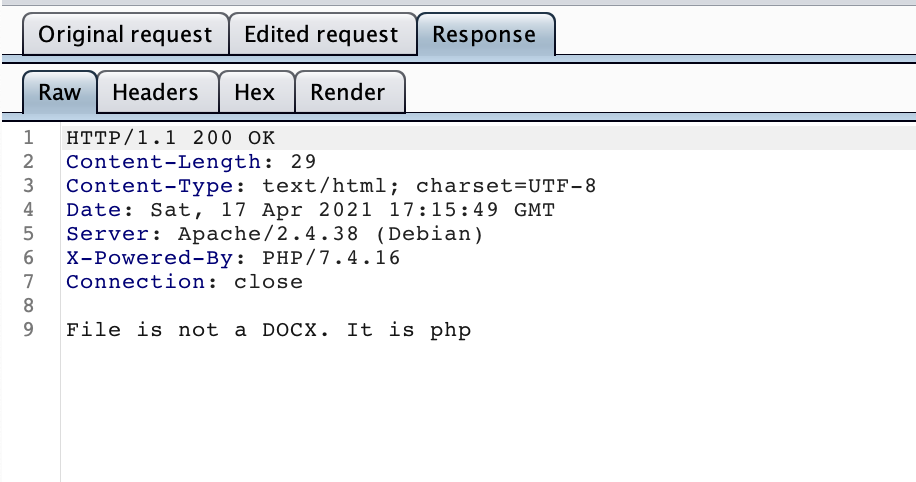 Original request Edited request Response
Raw Headers Hex Render
1 HTTP/1.1 200 OK
2 Content-Length: 29
3 Content-Type: text/html; charset=UTF-8
4 Date: Sat, 17 Apr 2021 17:15:49 GMT
5 Server: Apache/2.4.38 (Debian)
6 X-Powered-By: PHP/7.4.16
7 Connection: close
8
9 File is not a DOCX. It is php